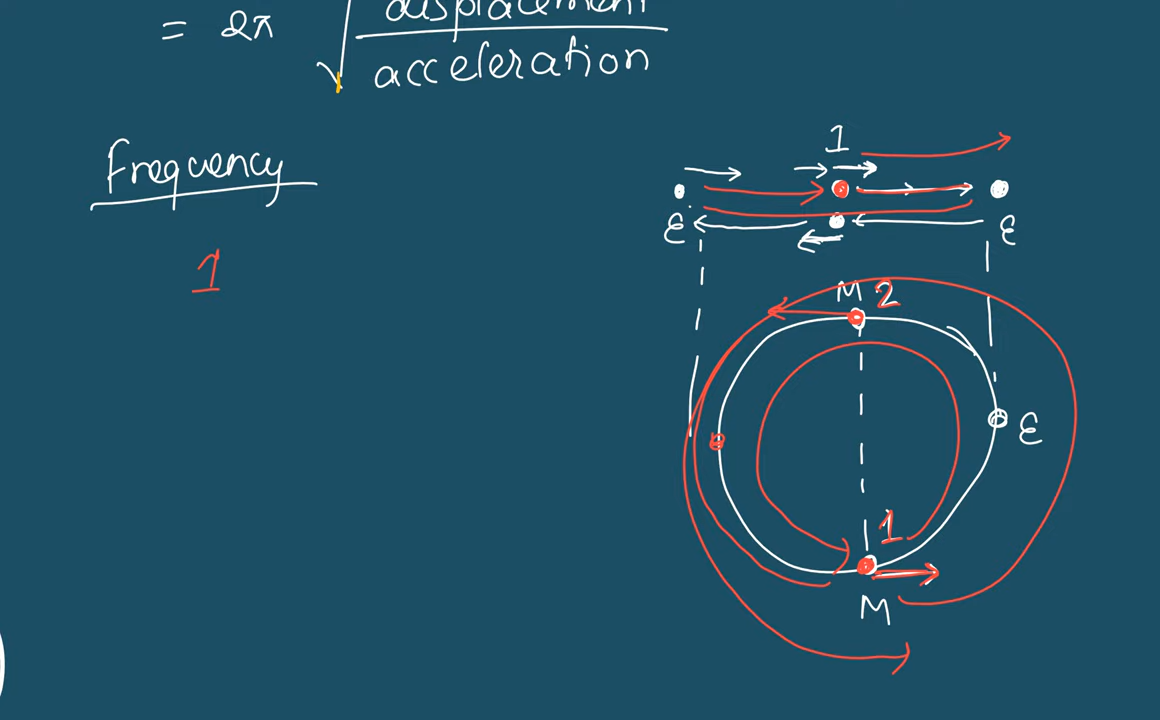 displacement
= 2π √
acceleration
frequency
1
1
ε ε
M 2
ε
1
M